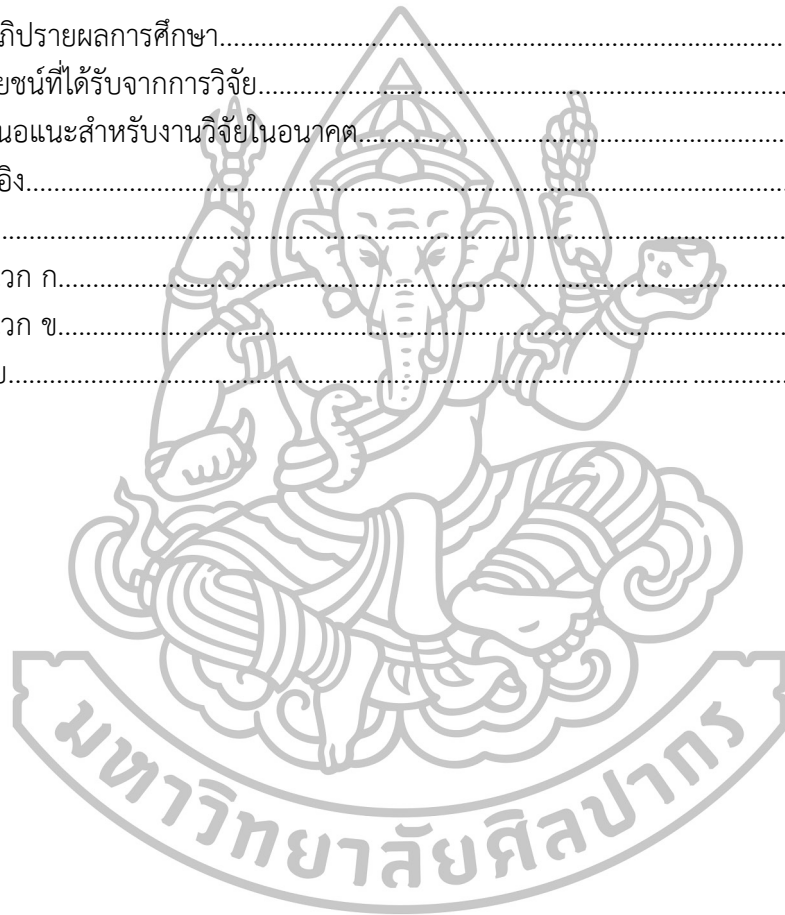 ภิปรายผลการศึกษา................................................................................
ยชน์ที่ได้รับจากการวิจัย................................................................................
นอแนะสำหรับงานวิจัยในอนาคต................................................................................
อิง................................................................................
................................................................................
วก ก................................................................................
วก ข................................................................................
................................................................................ ................
มหาวิทยาลัยศิลปากร